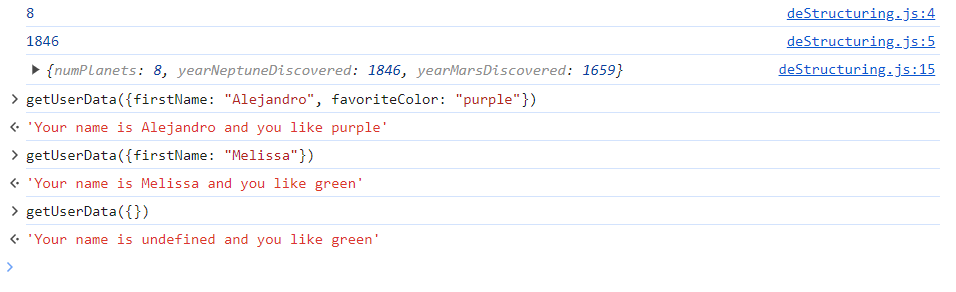 8 deStructuring.js:4
1846 deStructuring.js:5
{numPlanets: 8, yearNeptuneDiscovered: 1846, yearMarsDiscovered: 1659} deStructuring.js:15
getUserData({firstName: "Alejandro", favoriteColor: "purple"})
'Your name is Alejandro and you like purple'
getUserData({firstName: "Melissa"})
'Your name is Melissa and you like green'
getUserData({})
'Your name is undefined and you like green'